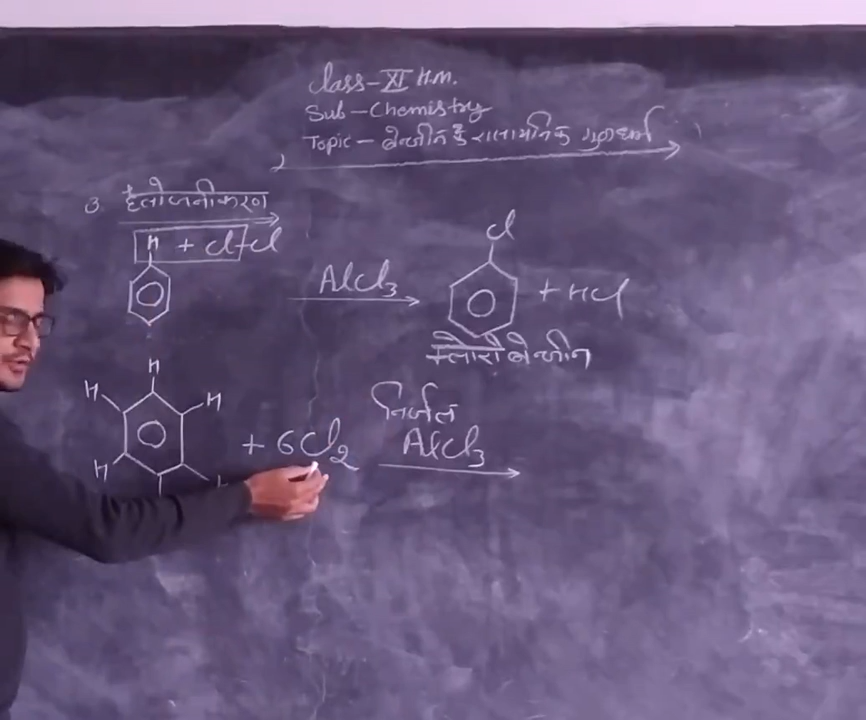 Class-XI H.M.
Sub-Chemistry
Topic - बेन्जीन के रासायनिक गुणधर्म
3. हैलोजनीकरण
H + Cl+Cl
AlCl3
Cl
+ HCl
क्लोरो बेन्जीन
H
H
H
निर्जल
+ 6Cl2
AlCl3
H